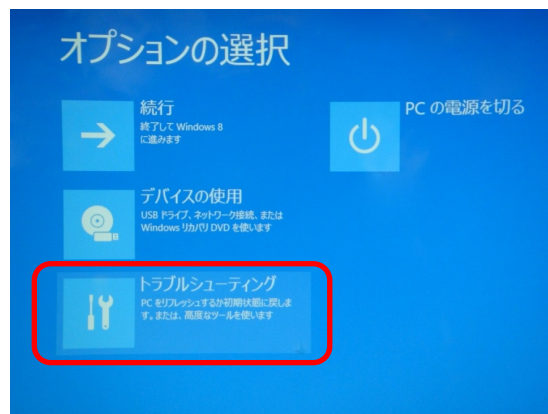 オプションの選択
続行
終了して Windows 8
に進みます
PC の電源を切る
デバイスの使用
USB ドライブ、ネットワーク接続、または
Windows リカバリ DVD を使います
トラブルシューティング
PC をリフレッシュするか初期状態に戻しま
す。または、高度なツールを使います